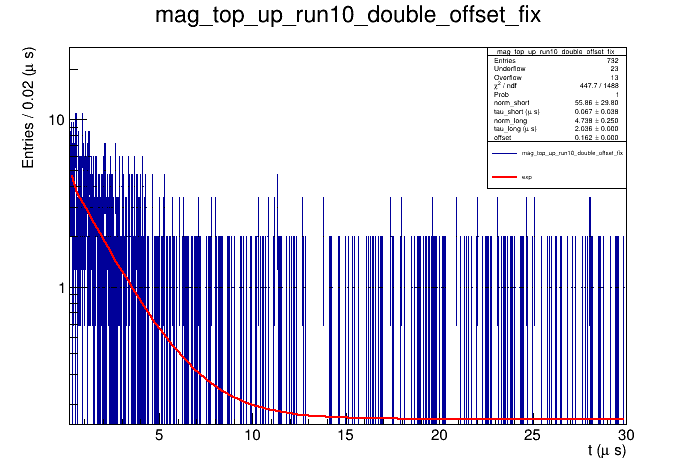 mag_top_up_run10_double_offset_fix
Entries / 0.02 (μ s)
mag_top_up_run10_double_offset_fix
Entries 732
Underflow 23
Overflow 13
χ² / ndf 447.7 / 1488
Prob 1
norm_short 55.86 ± 29.80
tau_short (μ s) 0.067 ± 0.038
norm_long 4.738 ± 0.250
tau_long (μ s) 2.036 ± 0.000
offset 0.162 ± 0.000
mag_top_up_run10_double_offset_fix
exp
10
1
5 10 15 20 25 30
t (μ s)